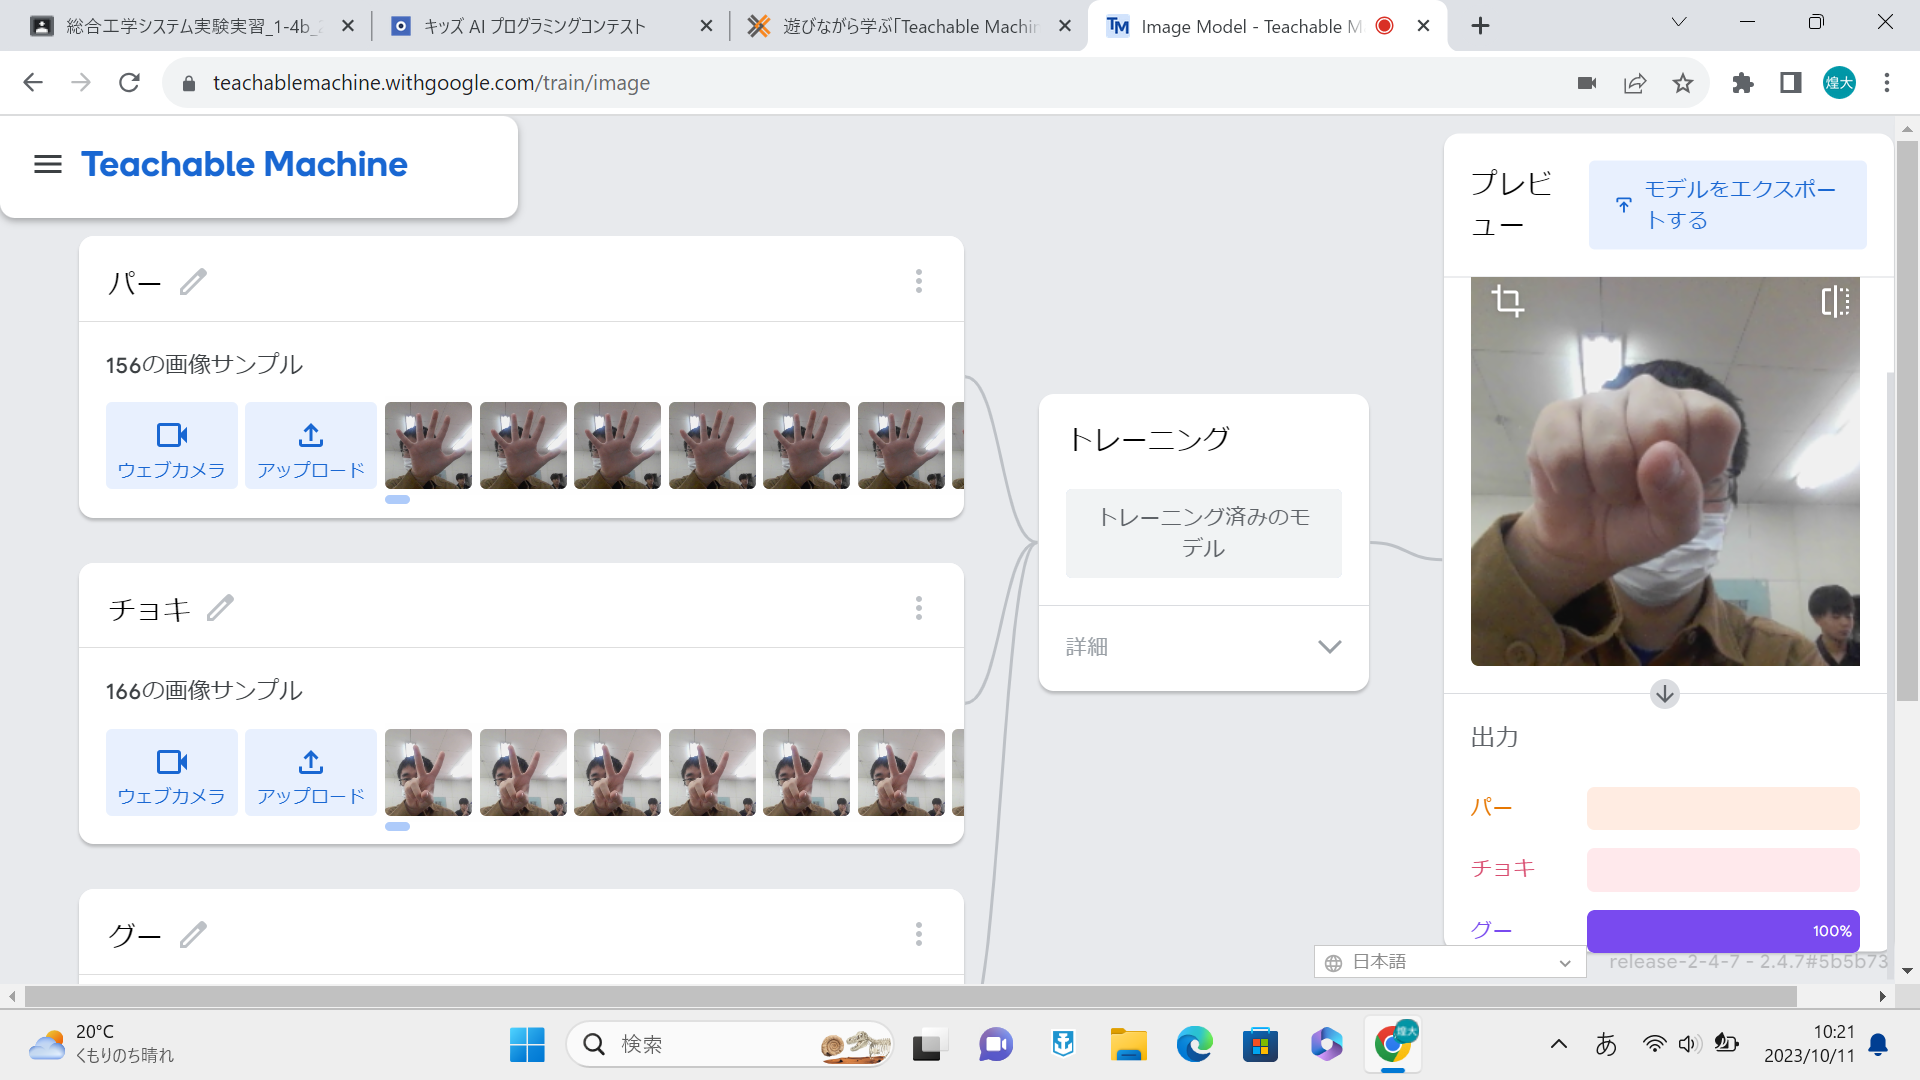 総合工学システム実験実習_1-4b_2
キッズ AI プログラミングコンテスト
遊びながら学ぶ「Teachable Machin
Image Model - Teachable M
teachablemachine.withgoogle.com/train/image
煌大
Teachable Machine
プレビ
ュー
モデルをエクスポー
トする
パー
156の画像サンプル
ウェブカメラ
アップロード
チョキ
166の画像サンプル
ウェブカメラ
アップロード
グー
トレーニング
トレーニング済みのモ
デル
詳細
出力
パー
チョキ
グー
100%
日本語
release-2-4-7 - 2.4.7#5b5b73
20°C
くもりのち晴れ
検索
煌大
あ
10:21
2023/10/11